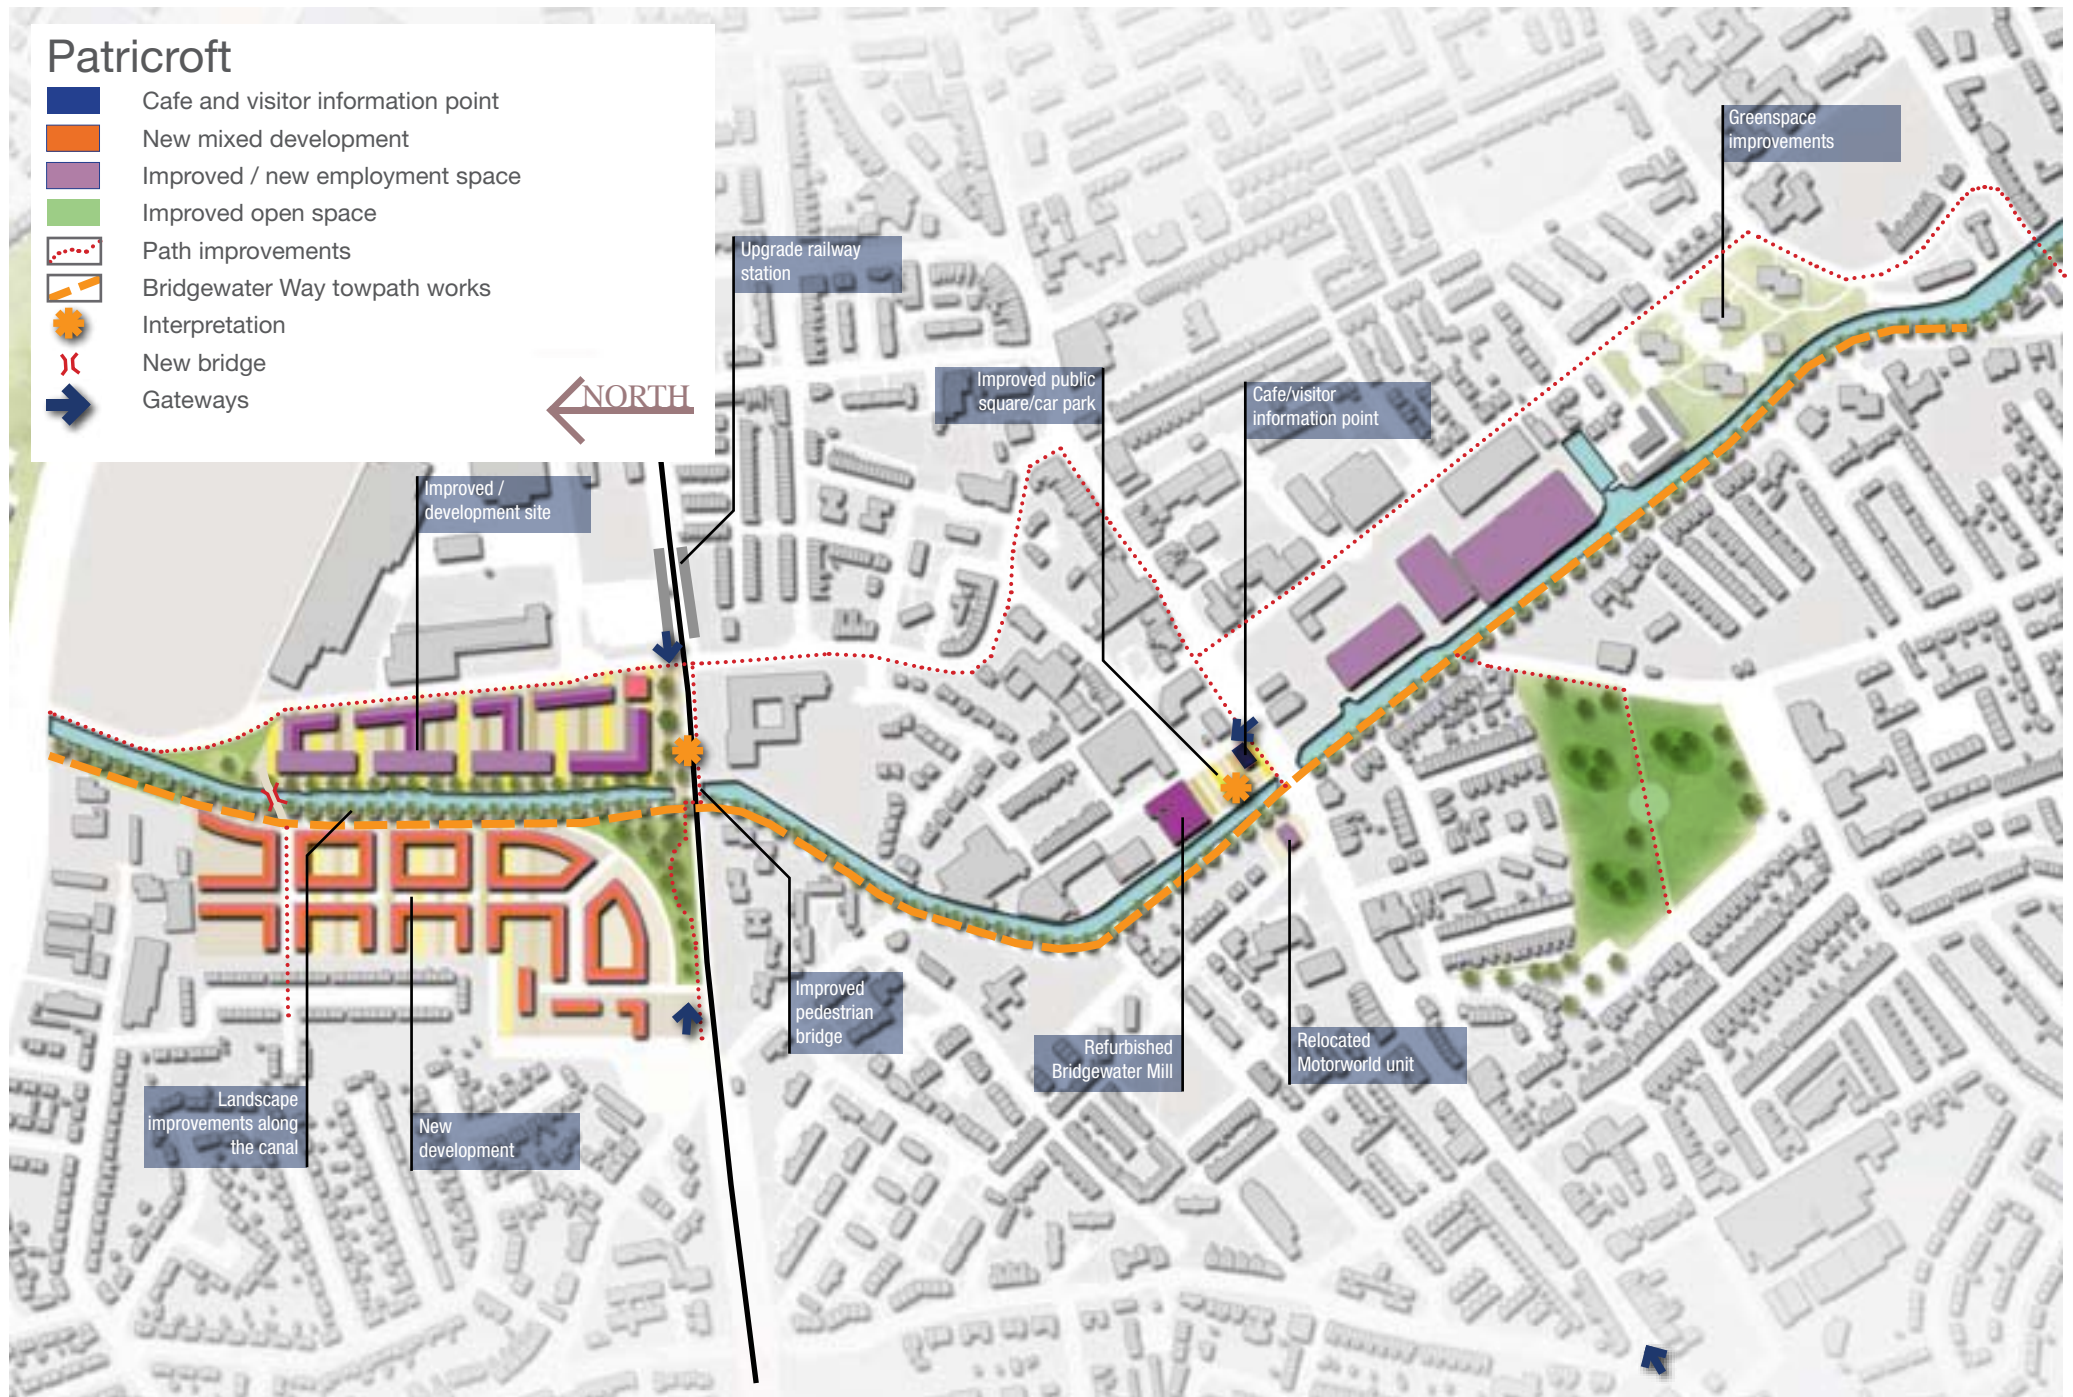 Patricroft
Cafe and visitor information point
New mixed development
Improved / new employment space
Improved open space
Path improvements
Bridgewater Way towpath works
Interpretation
New bridge
Gateways
NORTH
Greenspace
improvements
Upgrade railway
station
Improved public
square/car park
Cafe/visitor
information point
Improved /
development site
Improved
pedestrian
bridge
Refurbished
Bridgewater Mill
Relocated
Motorworld unit
Landscape
improvements along
the canal
New
development